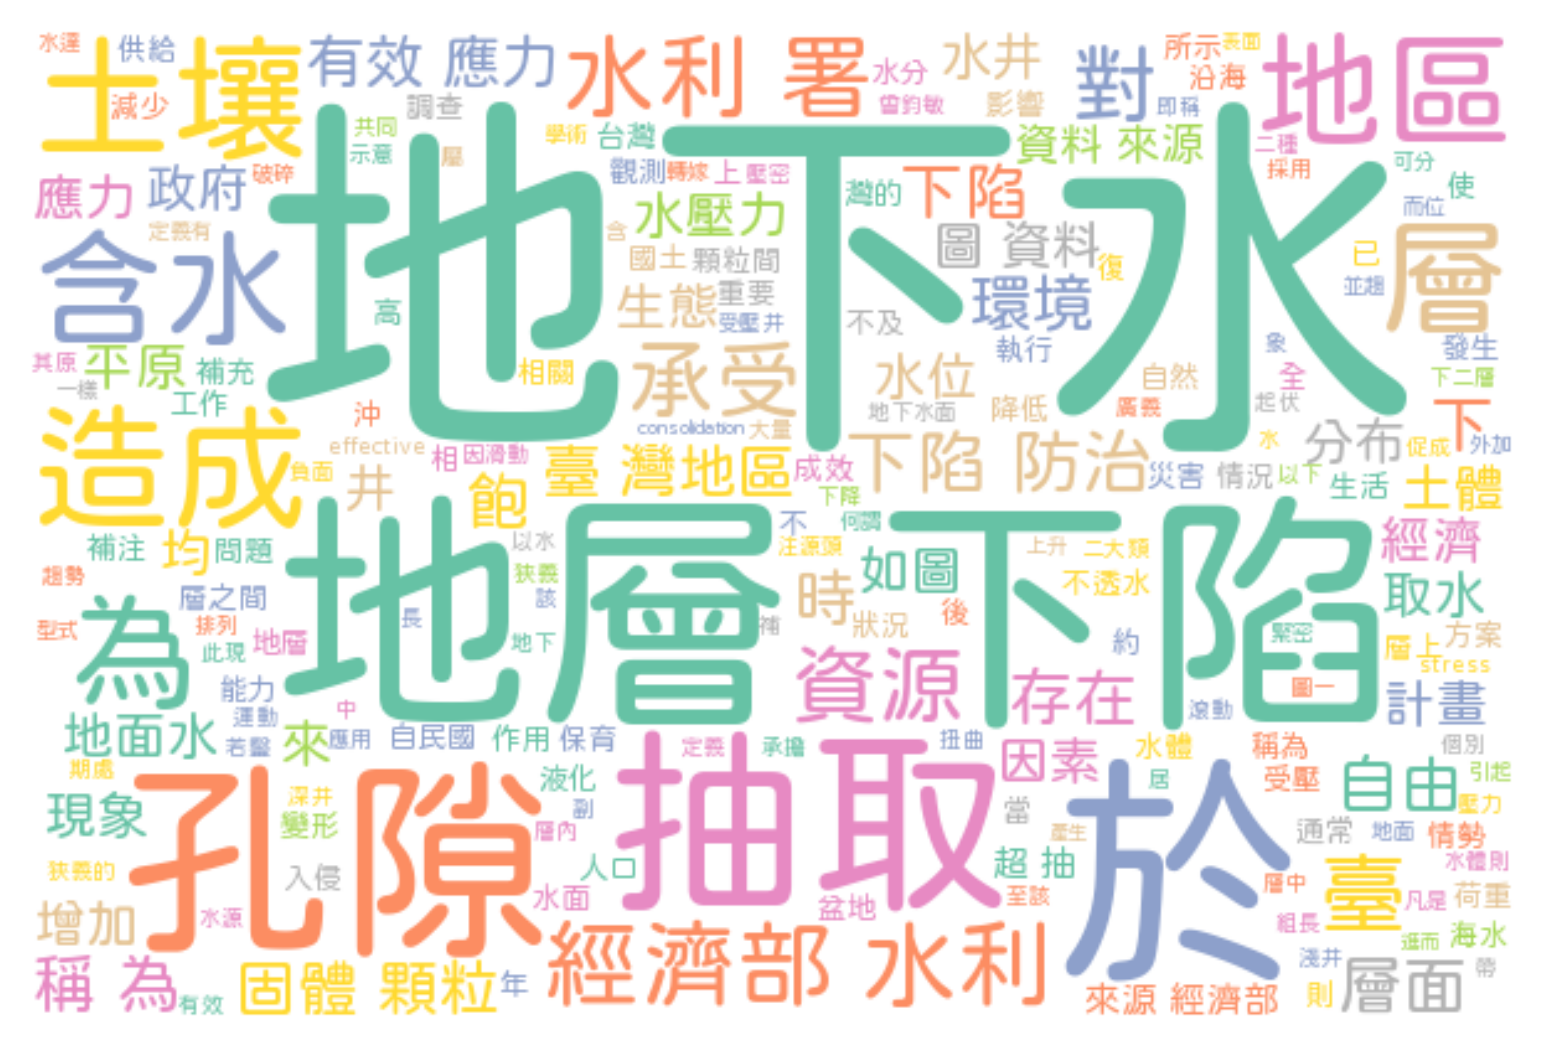 水達 供給 土壤 有效 應力 水利 署 水分 水井 對 所示 表面 沿海 地區
減少 調查 曾鈞敏 影響 即稱
共同 學術 台灣 資料 來源 二種
示意 屬 地下水 可分
應力 政府 破碎 觀測 轉嫁 上 壓密 灣的 下陷 採用 使
定義有 含 水壓力 而位
含水 國土 顆粒間 圖 資料 復 已 層
高 生態 重要 環境 並趨
受壓井 不及 執行 象 發生
其原 平原 補充 相關 承受 水位 自然 全 下二層
一樣 工作 沖 地下水面 降低 廣義 起伏 下
造成 effective consolidation 大量 水 分布 促成 外加
負面 井 相 因滑動 臺 灣地區 成效 下陷 防治 災害 情況 以下 生活 土體
飽 下降
補注 均 問題 以水 不 何謂 上升 二大類 經濟
趨勢 地層下陷 注源頭 如圖 不透水 取水
層之間 狹義 該 時
型式 為 排列 長 補 狀況 後 緊密 方案
此現 地層 地下 約 層上 stress
能力 資源 存在 圖一 計畫
運動 中 滾動
地面水 若鑿 來 應用 自民國 作用 保育 定義 承擔 扭曲 因素 水體 稱為 個別
期處 液化 抽取 居 受壓 自由 引起
現象 深井 孔隙 副 當 於 壓力
變形 層內 產生 通常 地面 情勢
狹義的 入侵 人口 超 抽 層中 臺 水體則
增加 水源 水面 盆地 至該 凡是 荷重
組長 逕而 海水
稱 為 有效 固體 顆粒 年 經濟部 水利 來源 經濟部 淺井 則 層面 帶